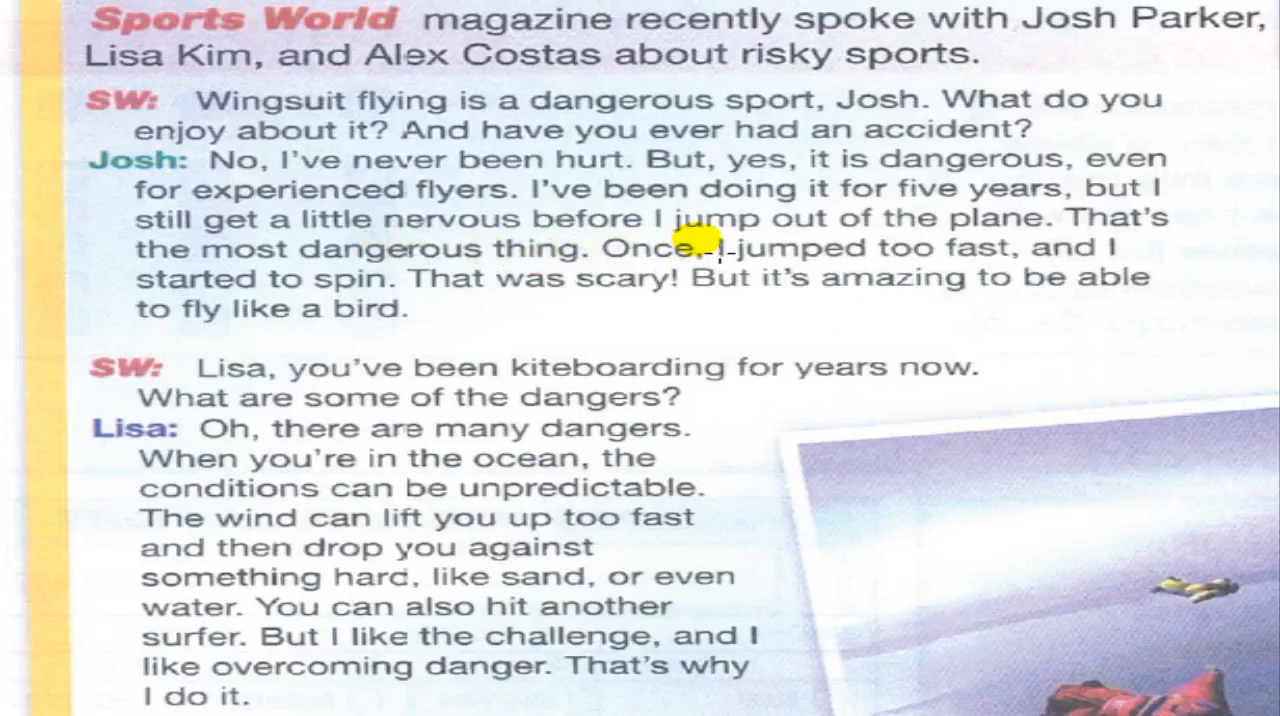 Sports World magazine recently spoke with Josh Parker,
Lisa Kim, and Alex Costas about risky sports.
SW: Wingsuit flying is a dangerous sport, Josh. What do you
enjoy about it? And have you ever had an accident?
Josh: No, I've never been hurt. But, yes, it is dangerous, even
for experienced flyers. I've been doing it for five years, but I
still get a little nervous before I jump out of the plane. That's
the most dangerous thing. Once, I jumped too fast, and I
started to spin. That was scary! But it's amazing to be able
to fly like a bird.
SW: Lisa, you've been kiteboarding for years now.
What are some of the dangers?
Lisa: Oh, there are many dangers.
When you're in the ocean, the
conditions can be unpredictable.
The wind can lift you up too fast
and then drop you against
something hard, like sand, or even
water. You can also hit another
surfer. But I like the challenge, and I
like overcoming danger. That's why
I do it.